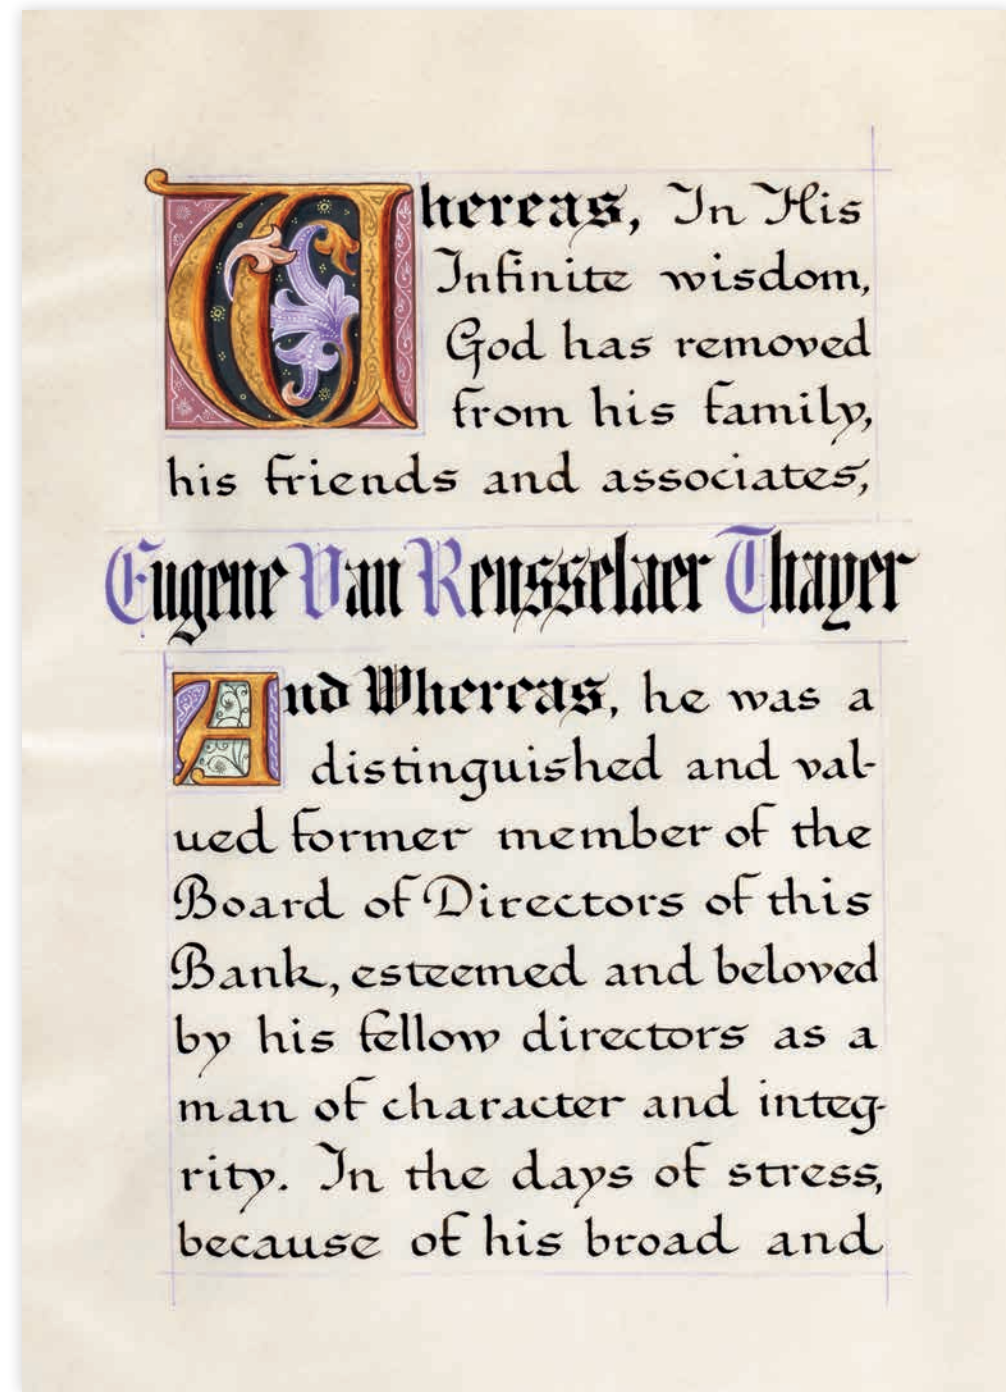 Whereas, In His
Infinite wisdom,
God has removed
from his family,
his friends and associates,
Eugene Van Rensselaer Thayer
And Whereas, he was a
distinguished and val-
ued former member of the
Board of Directors of this
Bank, esteemed and beloved
by his fellow directors as a
man of character and integ-
rity. In the days of stress,
because of his broad and